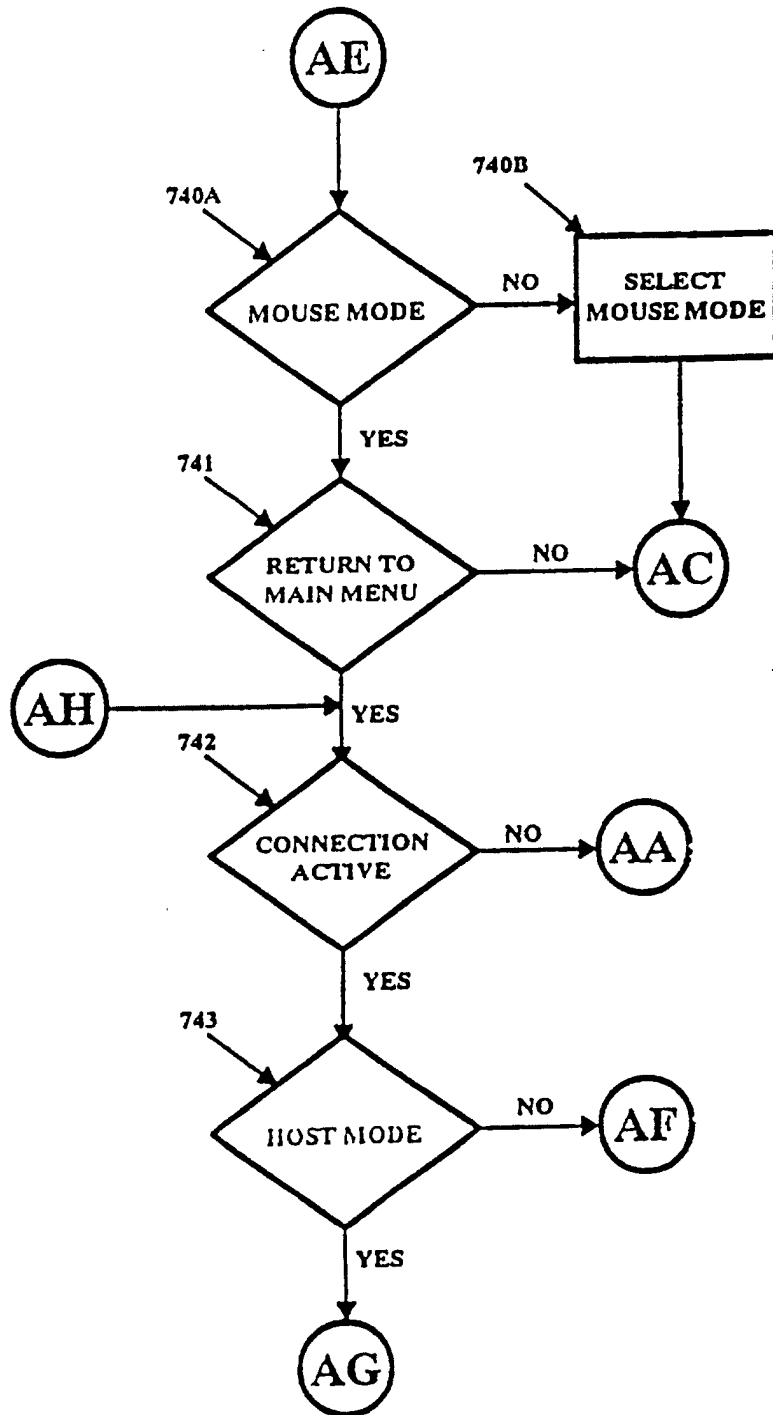 AE
740A
740B
MOUSE MODE
NO
SELECT
MOUSE MODE
YES
741
RETURN TO
MAIN MENU
NO
AC
AH
YES
742
CONNECTION
ACTIVE
NO
AA
YES
743
HOST MODE
NO
AF
YES
AG